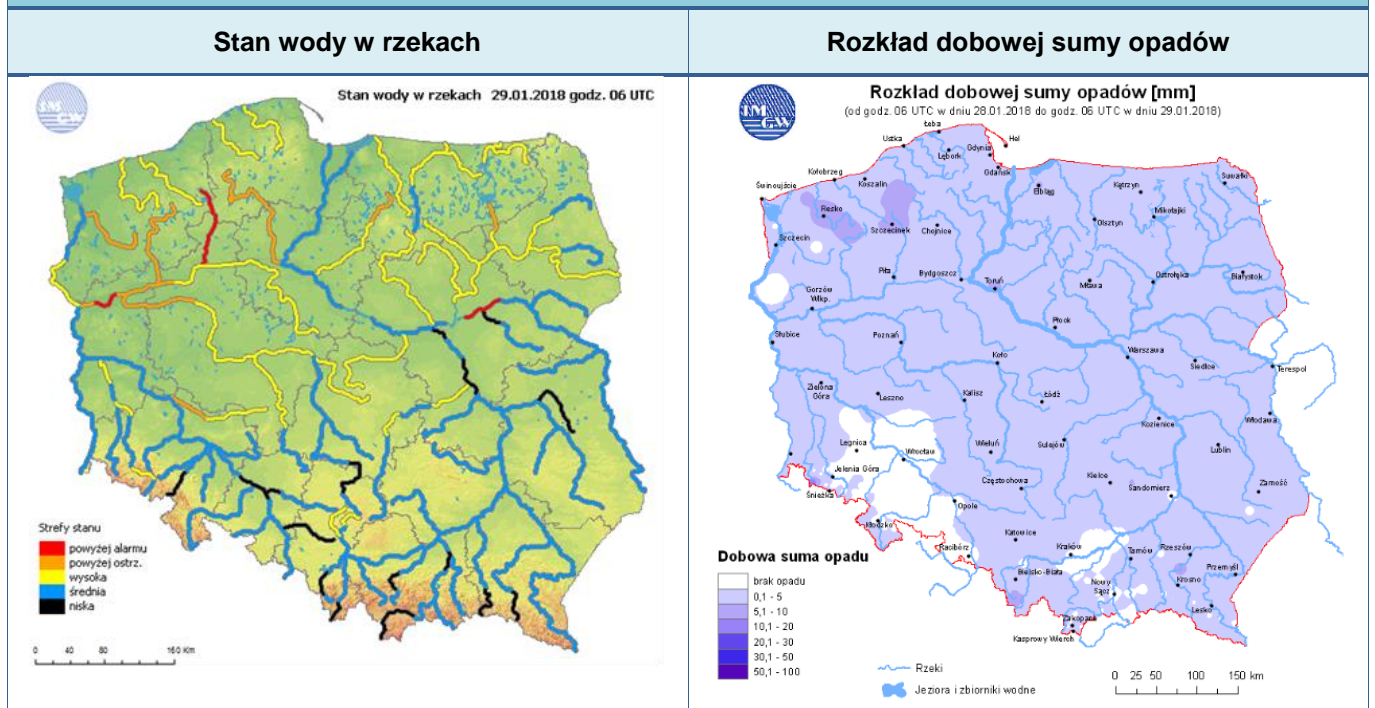 Stan wody w rzekach
Rozkład dobowej sumy opadów
Stan wody w rzekach 29.01.2018 godz. 06 UTC
Strefy stanu
powyżej alarmu
powyżej ostrz.
wysoka
średnia
niska
0 40 80 160 Km
IMGW
Rozkład dobowej sumy opadów [mm]
(od godz. 06 UTC w dniu 28.01.2018 do godz. 06 UTC w dniu 29.01.2018)
Łeba
Ustka
Hel
Lębork
Gdynia
Gdańsk
Kołobrzeg
Koszalin
Elbląg
Kętrzyn
Suwałki
Świnoujście
Resko
Szczecinek
Chojnice
Olsztyn
Mikołajki
Szczecin
Piła
Bydgoszcz
Toruń
Mława
Ostrołęka
Białystok
Gorzów
Wlkp.
Płock
Słubice
Poznań
Koło
Warszawa
Siedlce
Terespol
Zielona
Góra
Leszno
Kalisz
Łódź
Kozienice
Włodawa
Legnica
Wrocław
Wieluń
Sulejów
Lublin
Jelenia Góra
Śnieżka
Częstochowa
Kielce
Sandomierz
Zamość
Kłodzko
Opole
Katowice
Kraków
Tarnów
Rzeszów
Racibórz
Bielsko-Biała
Nowy
Sącz
Krosno
Przemyśl
Zakopane
Lesko
Kasprowy Wierch
Dobowa suma opadu
brak opadu
0,1 - 5
5,1 - 10
10,1 - 20
20,1 - 30
30,1 - 50
50,1 - 100
Rzeki
Jeziora i zbiorniki wodne
0 25 50 100 150 km